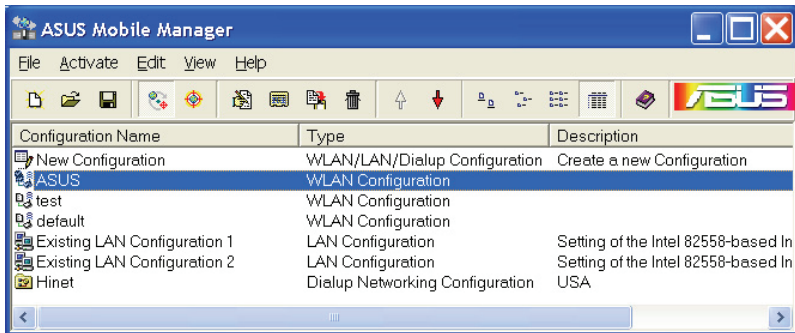 ASUS Mobile Manager
File Activate Edit View Help
ASUS
Configuration Name Type Description
New Configuration WLAN/LAN/Dialup Configuration Create a new Configuration
ASUS WLAN Configuration
test WLAN Configuration
default WLAN Configuration
Existing LAN Configuration 1 LAN Configuration Setting of the Intel 82558-based In
Existing LAN Configuration 2 LAN Configuration Setting of the Intel 82558-based In
Hinet Dialup Networking Configuration USA